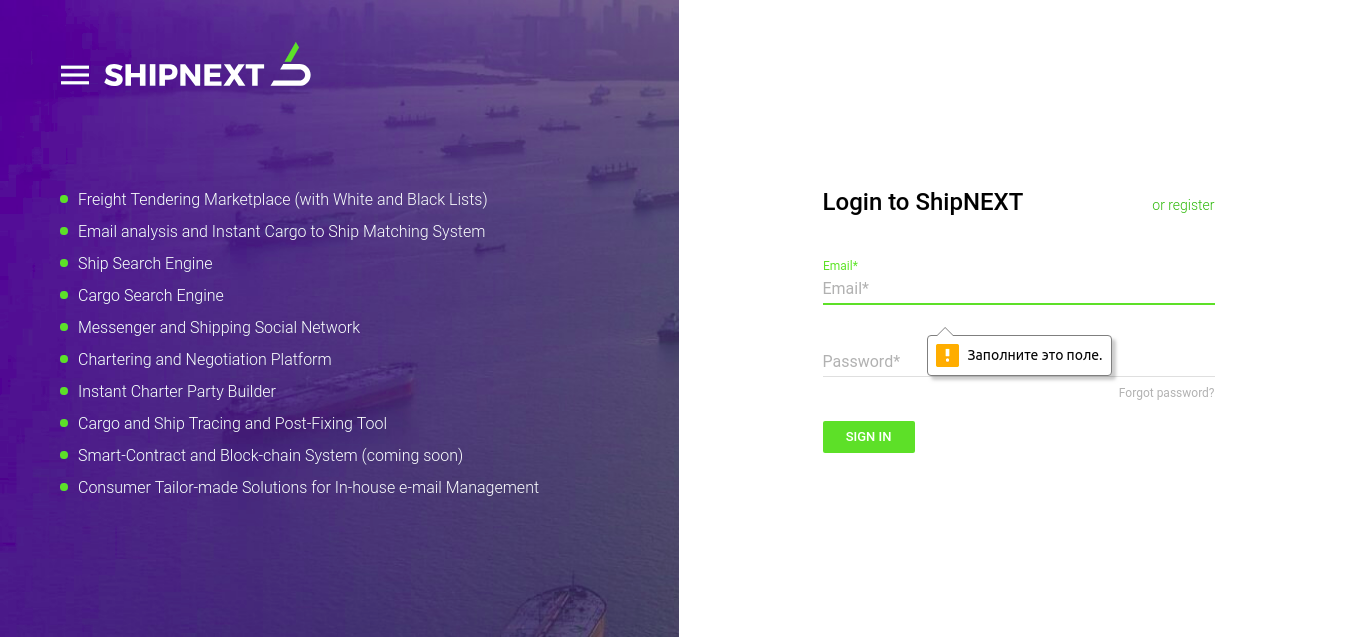 SHIPNEXT
Freight Tendering Marketplace (with White and Black Lists)
Email analysis and Instant Cargo to Ship Matching System
Ship Search Engine
Cargo Search Engine
Messenger and Shipping Social Network
Chartering and Negotiation Platform
Instant Charter Party Builder
Cargo and Ship Tracing and Post-Fixing Tool
Smart-Contract and Block-chain System (coming soon)
Consumer Tailor-made Solutions for In-house e-mail Management
Login to ShipNEXT
or register
Email*
Email*
Заполните это поле.
Password*
Forgot password?
SIGN IN